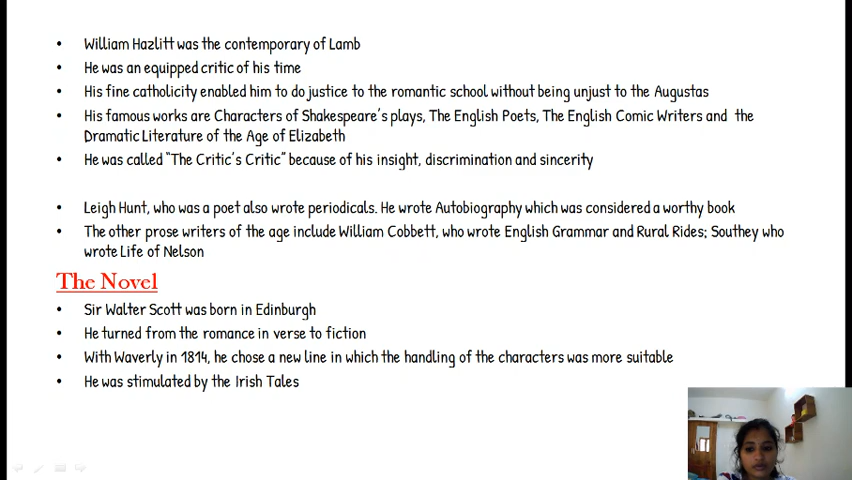 • William Hazlitt was the contemporary of Lamb
• He was an equipped critic of his time
• His fine catholicity enabled him to do justice to the romantic school without being unjust to the Augustas
• His famous works are Characters of Shakespeare's plays, The English Poets, The English Comic Writers and the
Dramatic Literature of the Age of Elizabeth
• He was called "The Critic's Critic" because of his insight, discrimination and sincerity
• Leigh Hunt, who was a poet also wrote periodicals. He wrote Autobiography which was considered a worthy book
• The other prose writers of the age include William Cobbett, who wrote English Grammar and Rural Rides; Southey who
wrote Life of Nelson
The Novel
• Sir Walter Scott was born in Edinburgh
• He turned from the romance in verse to fiction
• With Waverly in 1814, he chose a new line in which the handling of the characters was more suitable
• He was stimulated by the Irish Tales